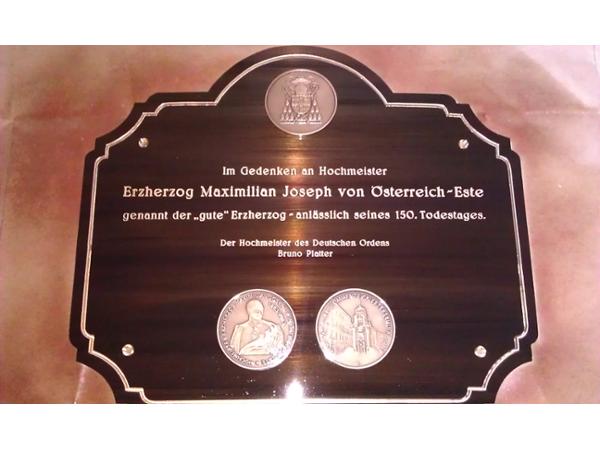 Im Gedenken an Hochmeister
Erzherzog Maximilian Joseph von Österreich-Este
genannt der „gute" Erzherzog - anlässlich seines 150. Todestages.
Der Hochmeister des Deutschen Ordens
Bruno Platter